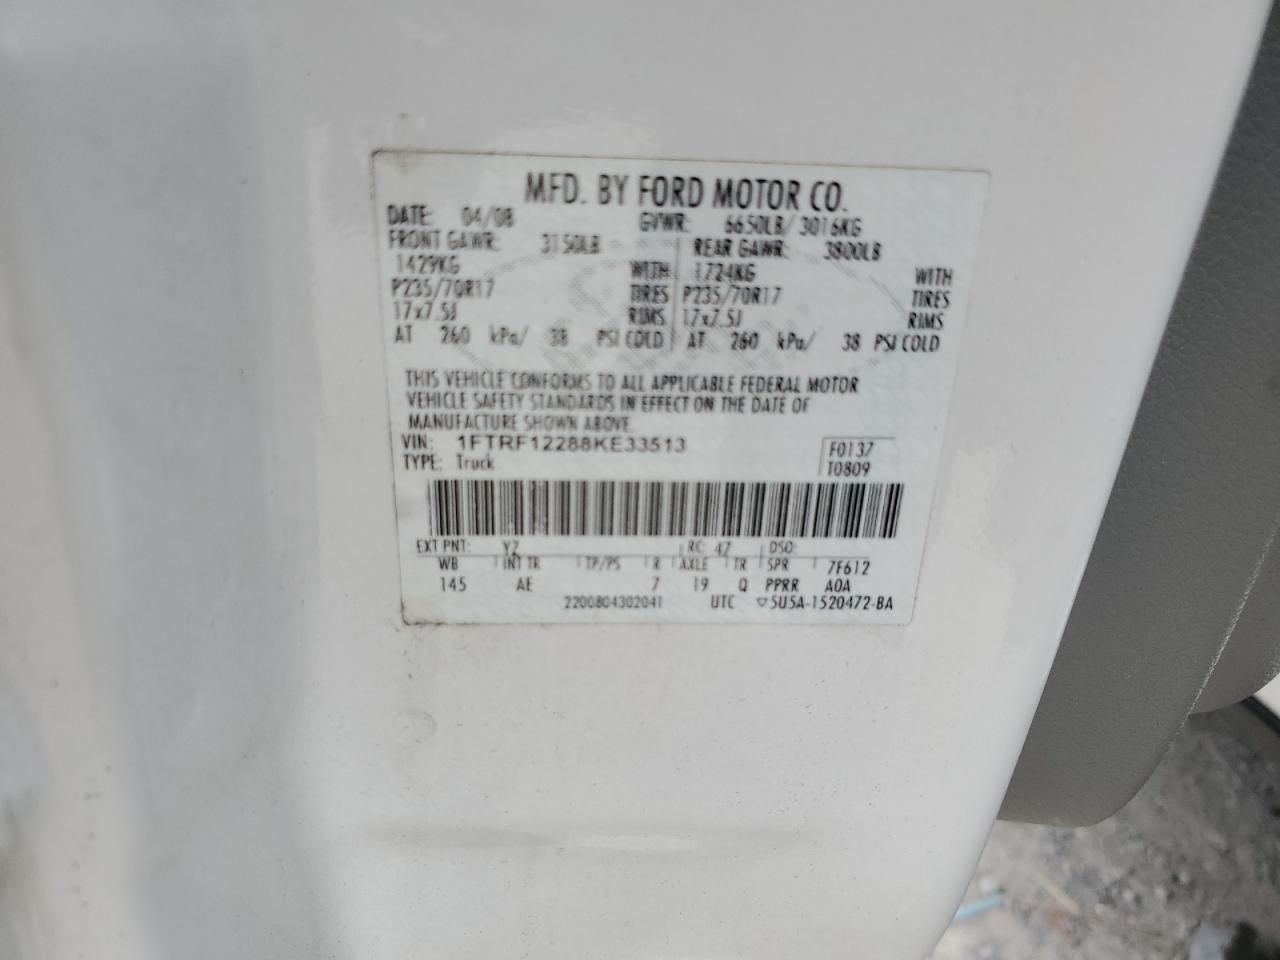 MFD. BY FORD MOTOR CO.
DATE: 04/08 GVWR: 6650LB/ 3016KG
FRONT GAWR: 3150LB REAR GAWR: 3800LB
1429KG WITH 1724KG WITH
P235/70R17 TIRES P235/70R17 TIRES
17x7.5J RIMS 17x7.5J RIMS
AT 260 kPa/ 38 PSI COLD AT 260 kPa/ 38 PSI COLD
THIS VEHICLE CONFORMS TO ALL APPLICABLE FEDERAL MOTOR
VEHICLE SAFETY STANDARDS IN EFFECT ON THE DATE OF
MANUFACTURE SHOWN ABOVE.
VIN: 1FTRF12288KE33513 F0137
TYPE: Truck T0809
EXT PNT: YZ RC: 47 DSO:
WB INT TR TP/PS R AXLE TR SPR 7F612
145 AE 7 19 Q PPRR A0A
2200804302041 UTC ▽5U5A-1520472-BA